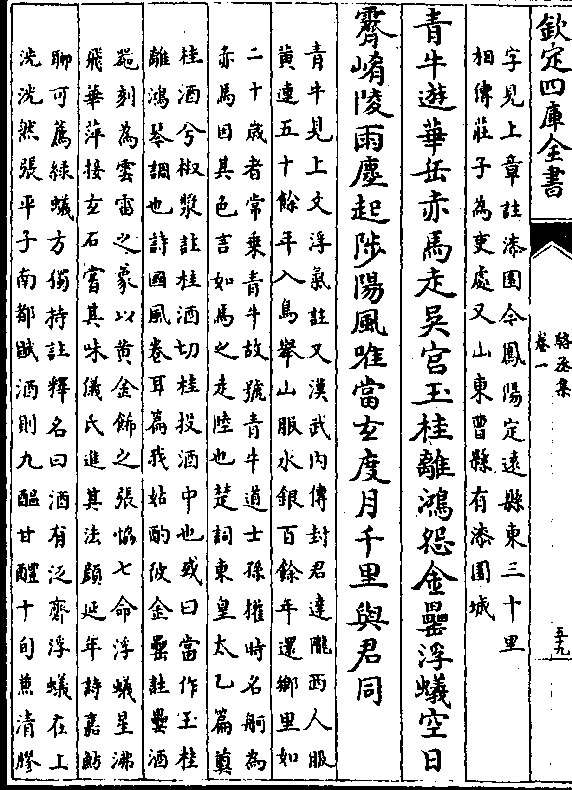 欽定四庫全書
駱丞集
卷一
五九
字見上章註漆園今鳳陽定遠縣東三十里
相傳莊子為吏處又山東曹縣有漆園城
青牛遊華岳赤馬走吳宮玉桂離鴻怨金罍浮蟻空日
霽崤陵雨塵起陟陽風唯當玄度月千里與君同
青牛見上文浮氣註又漢武內傳封君達隴西人服
黄連五十餘年入鳥舉山服水銀百餘年還鄉里如
二十歲者常乘青牛故號青牛道士孫權時名舸為
赤馬因其色言如馬之走陸也楚詞東皇太乙篇奠
桂酒兮椒漿註桂酒切桂投酒中也或曰當作玉桂
離鴻琴調也詩國風卷耳篇我姑酌彼金罍註罍酒
器刻為雲雷之象以黄金飾之張協七命浮蟻星沸
飛華萍接玄石嘗其味儀氏進其法顔延年詩嘉魴
聊可薦緑蟻方獨持註釋名曰酒有泛齊浮蟻在上
洸洸然張平子南都賦酒則九醖甘醴十旬兼清膠